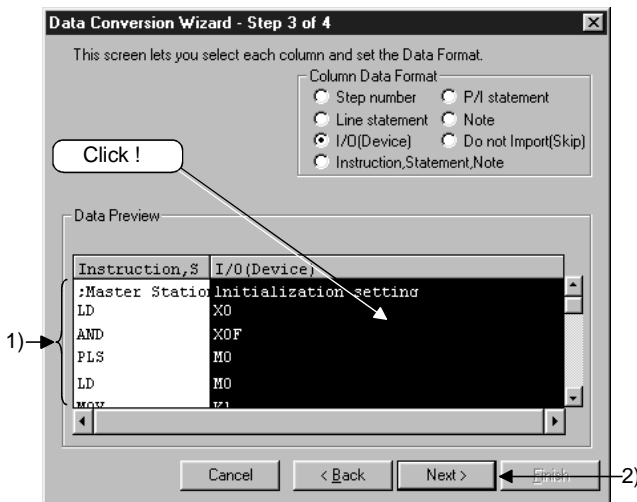 Data Conversion Wizard - Step 3 of 4
This screen lets you select each column and set the Data Format.
Column Data Format
Step number P/I statement
Line statement Note
I/O(Device) Do not Import(Skip)
Instruction,Statement,Note
Click !
Data Preview
Instruction,S I/O(Device)
;Master Station Initialization setting
LD X0
AND X0F
PLS M0
LD M0
MOV K1
1)
Cancel < Back Next > Finish
2)